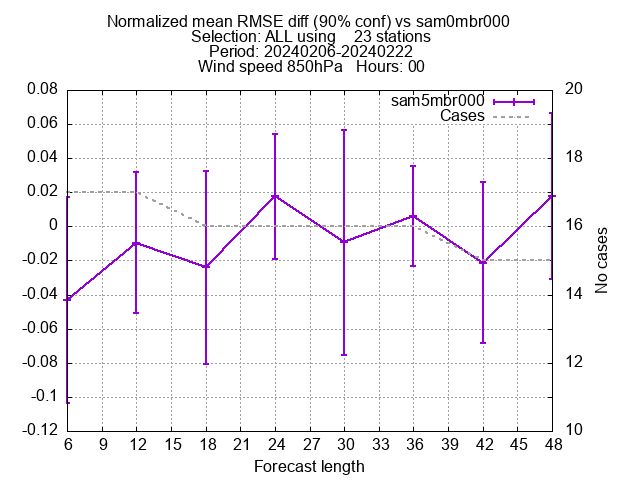 Normalized mean RMSE diff (90% conf) vs sam0mbr000
Selection: ALL using    23 stations
Period: 20240206-20240222
Wind speed 850hPa   Hours: 00
sam5mbr000
Cases
0.08
0.06
0.04
0.02
0
-0.02
-0.04
-0.06
-0.08
-0.1
-0.12
20
18
16
14
12
10
No cases
6 9 12 15 18 21 24 27 30 33 36 39 42 45 48
Forecast length